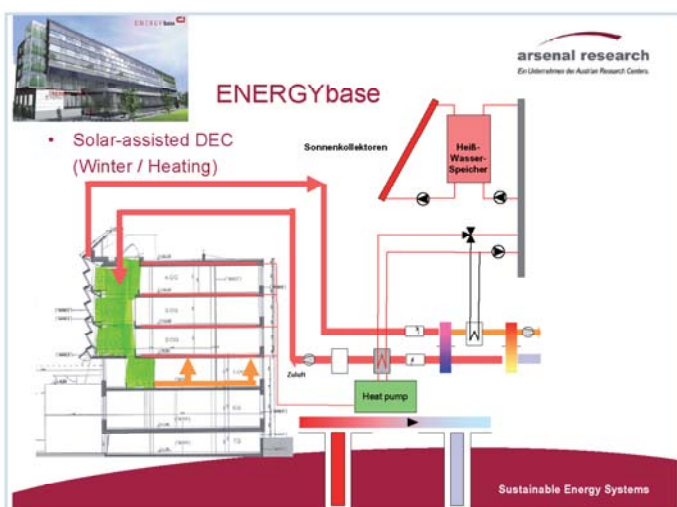 ENERGYbase
arsenal research
Ein Unternehmen der Austrian Research Centers.
ENERGYbase
• Solar-assisted DEC
(Winter / Heating)
Sonnenkollektoren
Heiß-
Wasser-
Speicher
Zuluft
Heat pump
Sustainable Energy Systems